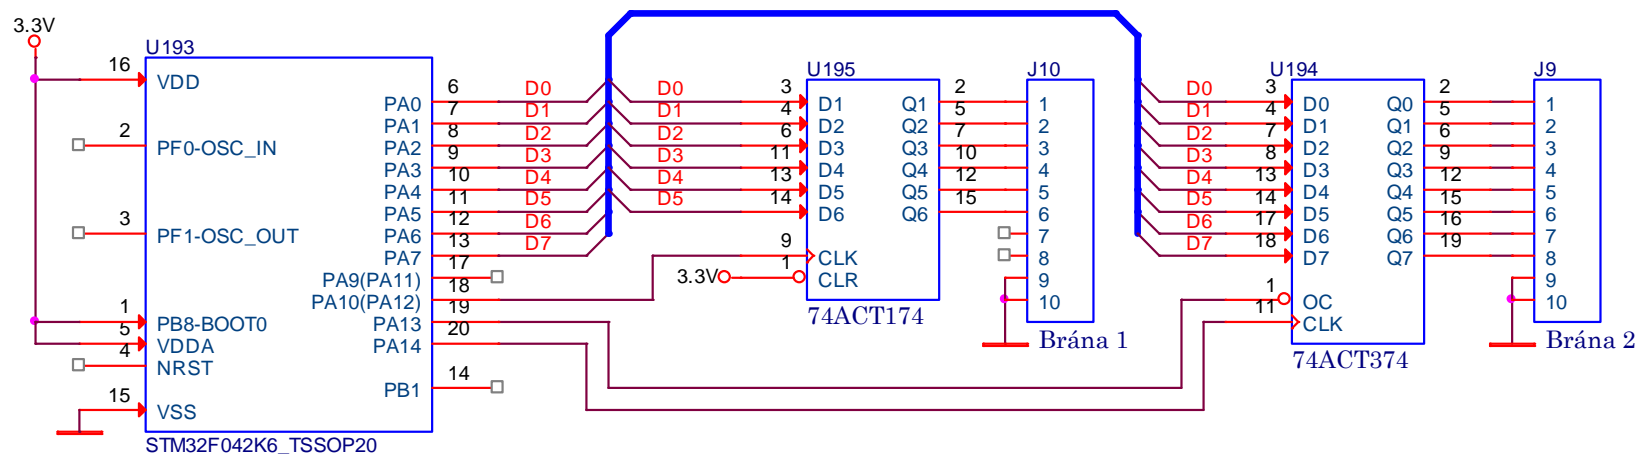 3.3V
U193
16 VDD
2 PF0-OSC_IN
3 PF1-OSC_OUT
1 PB8-BOOT0
5 VDDA
4 NRST
15 VSS
PA0 6 D0
PA1 7 D1
PA2 8 D2
PA3 9 D3
PA4 10 D4
PA5 11 D5
PA6 12 D6
PA7 13 D7
PA9(PA11) 17
PA10(PA12) 18
PA13 19
PA14 20
PB1 14
STM32F042K6_TSSOP20
U195
D0 3 D1 Q1 2
D1 4 D2 Q2 5
D2 6 D3 Q3 7
D3 11 D4 Q4 10
D4 13 D5 Q5 12
D5 14 D6 Q6 15
9 CLK
3.3V 1 CLR
74ACT174
J10
1
2
3
4
5
6
7
8
9
10
Brána 1
U194
D0 3 D0 Q0 2
D1 4 D1 Q1 5
D2 7 D2 Q2 6
D3 8 D3 Q3 9
D4 13 D4 Q4 12
D5 14 D5 Q5 15
D6 17 D6 Q6 16
D7 18 D7 Q7 19
1 OC
11 CLK
74ACT374
J9
1
2
3
4
5
6
7
8
9
10
Brána 2